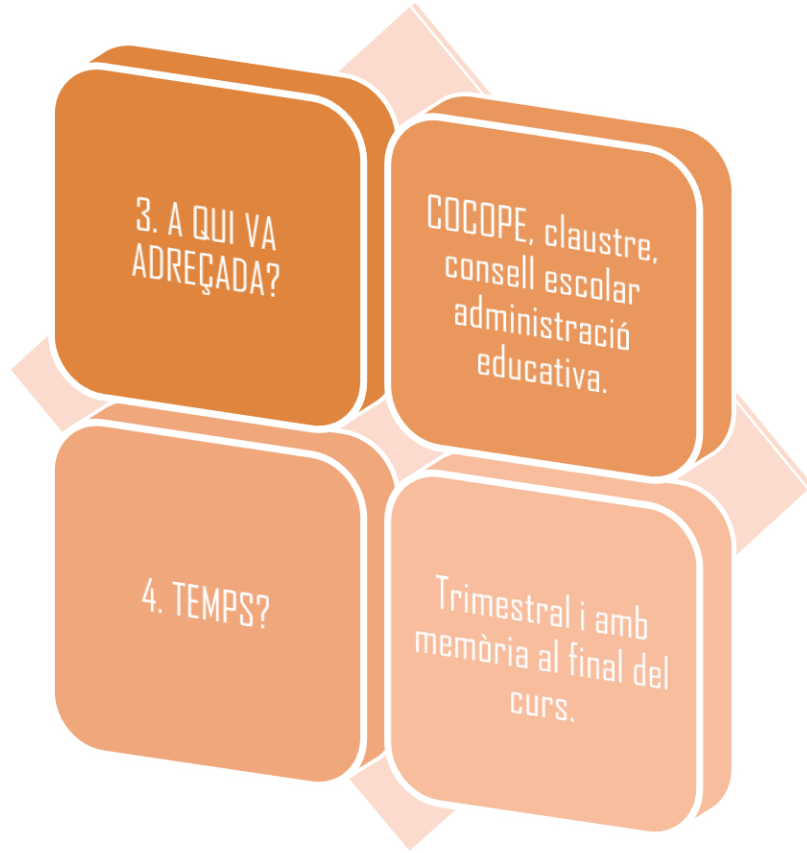 3. A QUI VA
ADREÇADA?
COCOPE, claustre,
consell escolar
administració
educativa.
4. TEMPS?
Trimestral i amb
memòria al final del
curs.